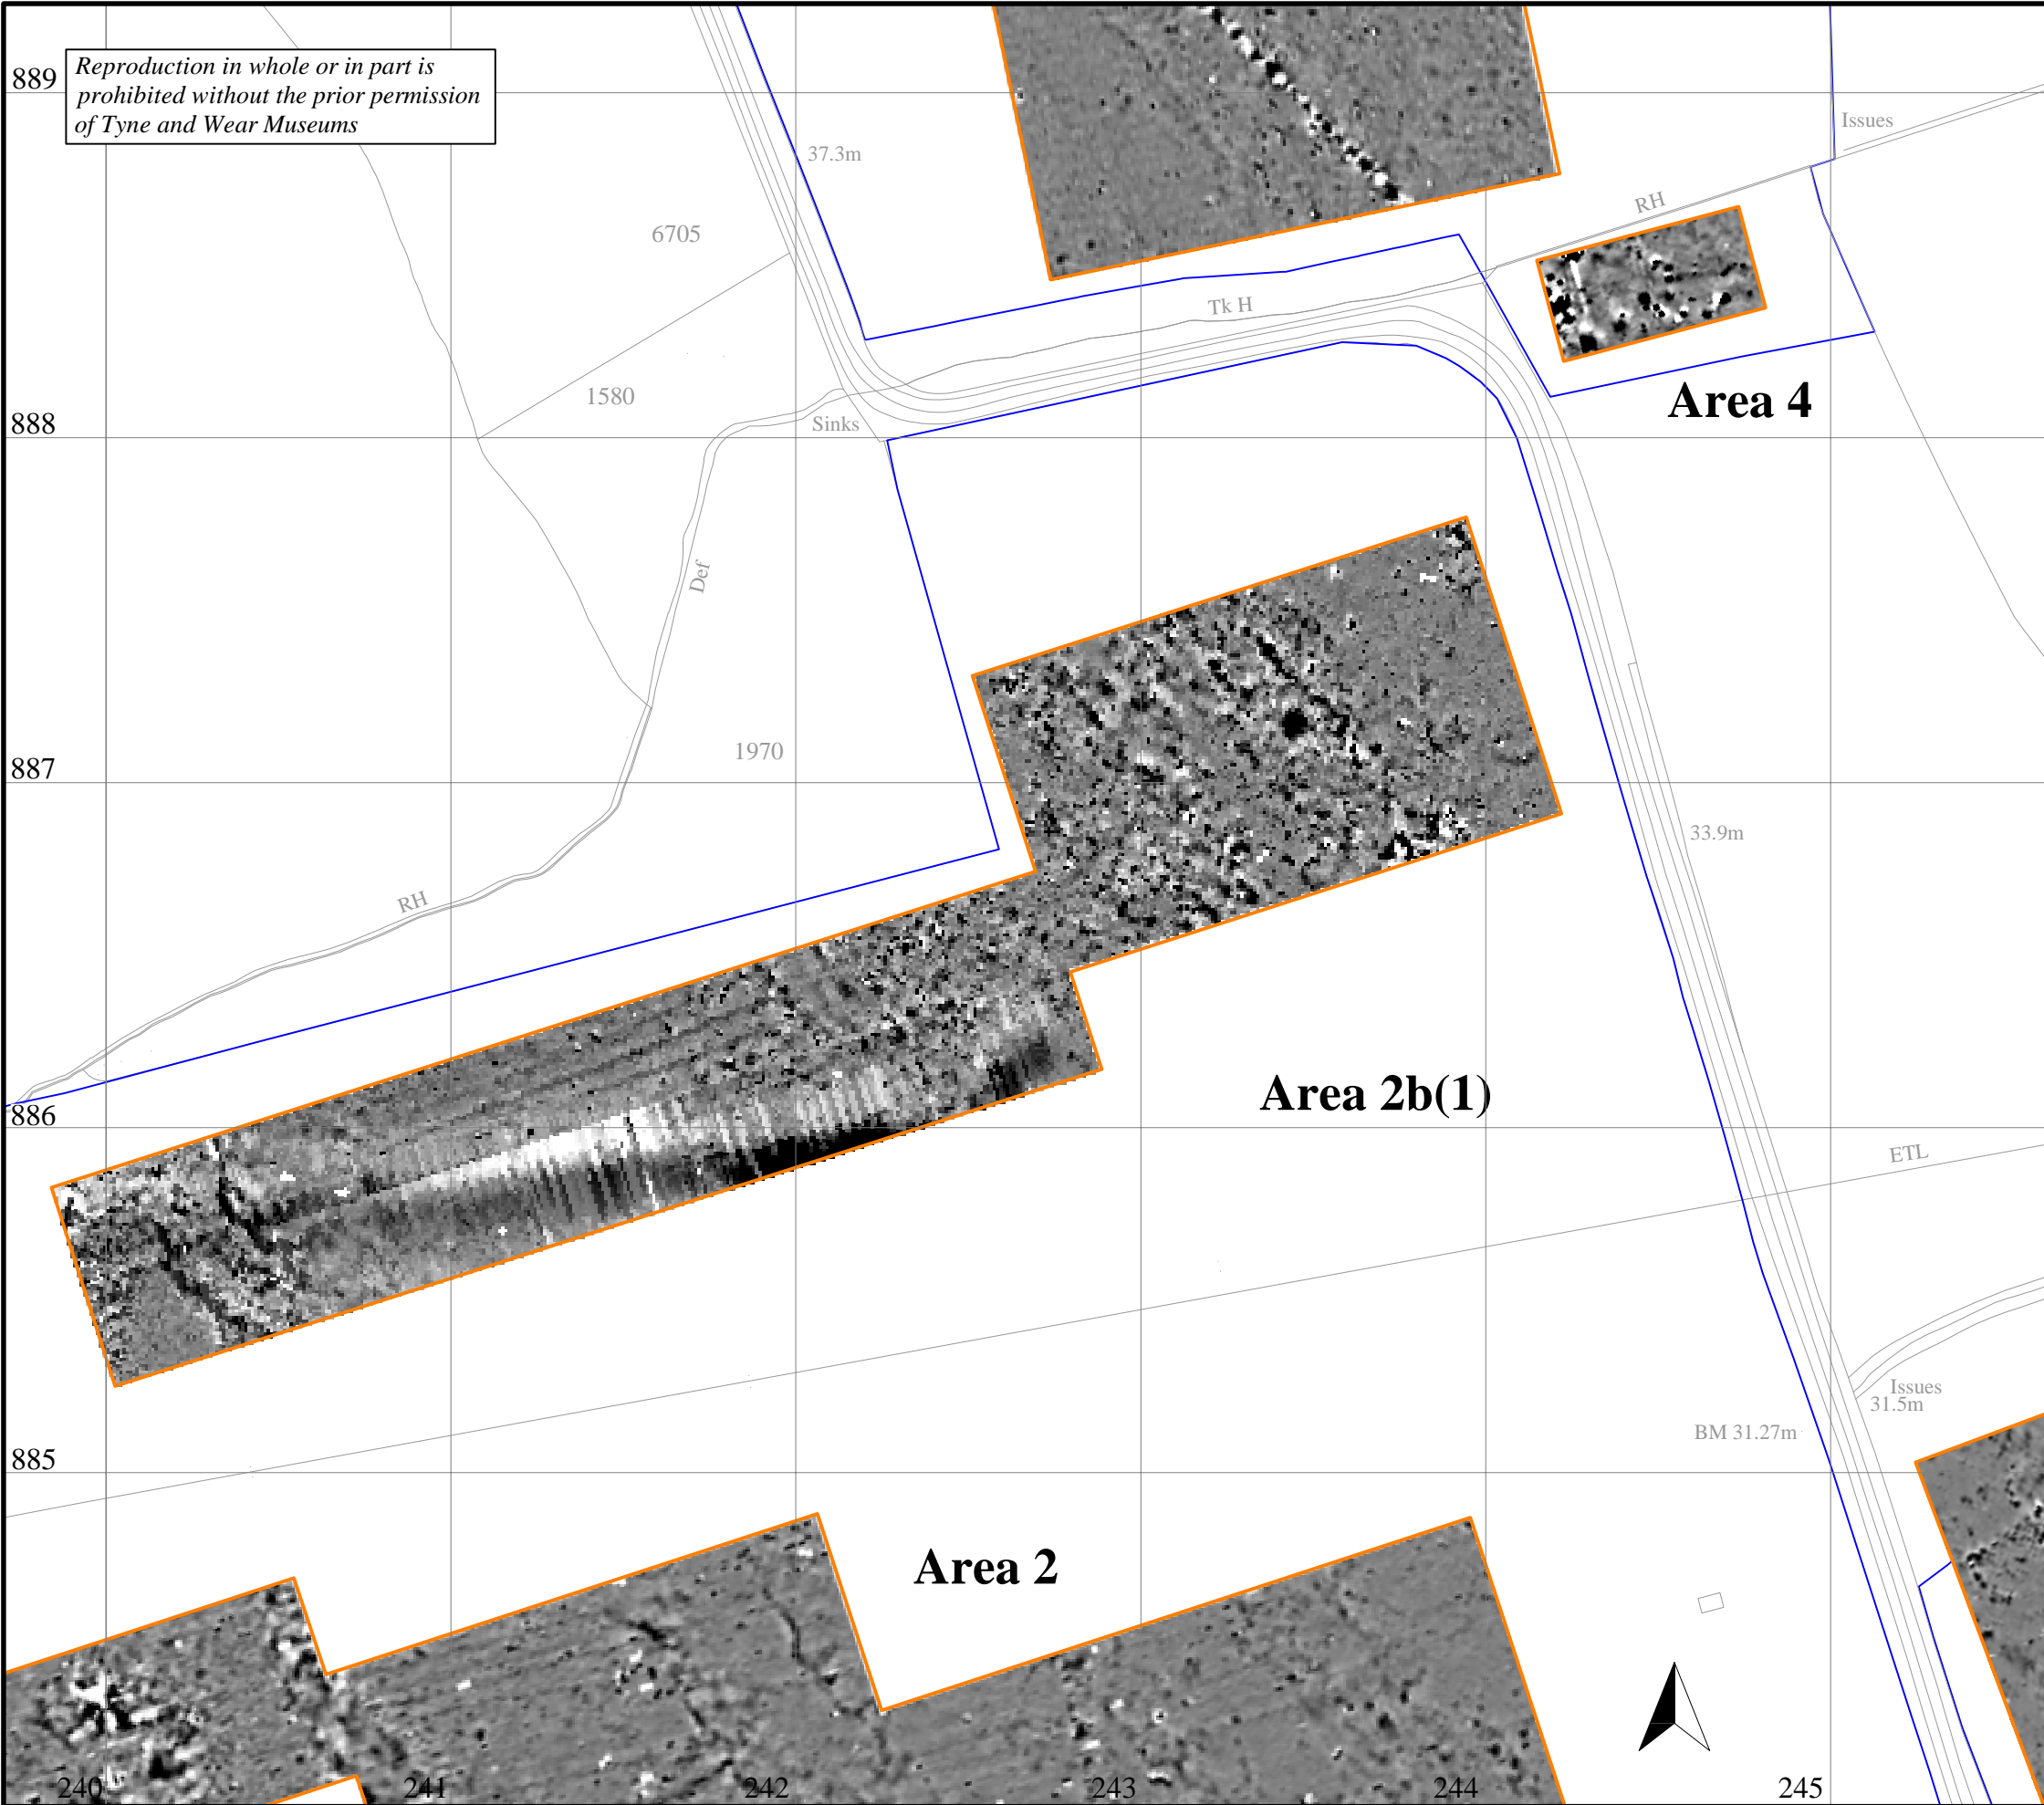 889
Reproduction in whole or in part is
prohibited without the prior permission
of Tyne and Wear Museums
Issues
37.3m
RH
6705
Tk H
1580
Area 4
888
Sinks
Def
1970
887
33.9m
RH
Area 2b(1)
886
ETL
Issues
31.5m
BM 31.27m
885
Area 2
240
241
242
243
244
245